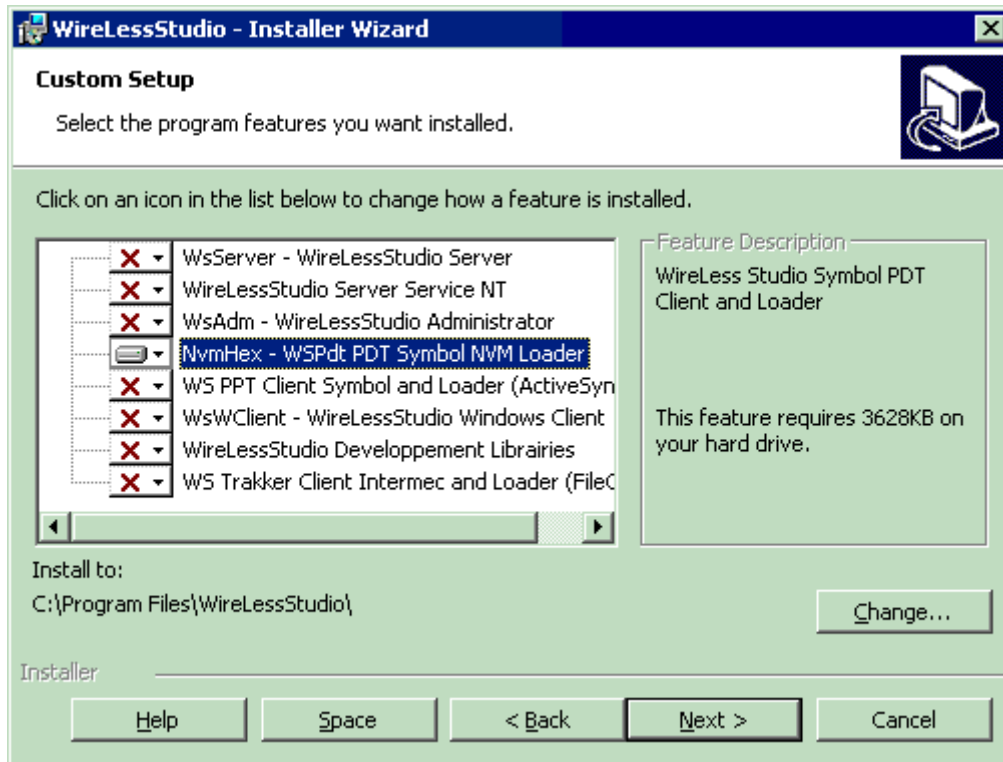 WireLessStudio - Installer Wizard
Custom Setup
Select the program features you want installed.
Click on an icon in the list below to change how a feature is installed.
WsServer - WireLessStudio Server
WireLessStudio Server Service NT
WsAdm - WireLessStudio Administrator
NvmHex - WSPdt PDT Symbol NVM Loader
WS PPT Client Symbol and Loader (ActiveSyn
WsWClient - WireLessStudio Windows Client
WireLessStudio Developpement Librairies
WS Trakker Client Intermec and Loader (FileC
Feature Description
WireLess Studio Symbol PDT
Client and Loader
This feature requires 3628KB on
your hard drive.
Install to:
C:\Program Files\WireLessStudio\
Change...
Installer
Help
Space
< Back
Next >
Cancel